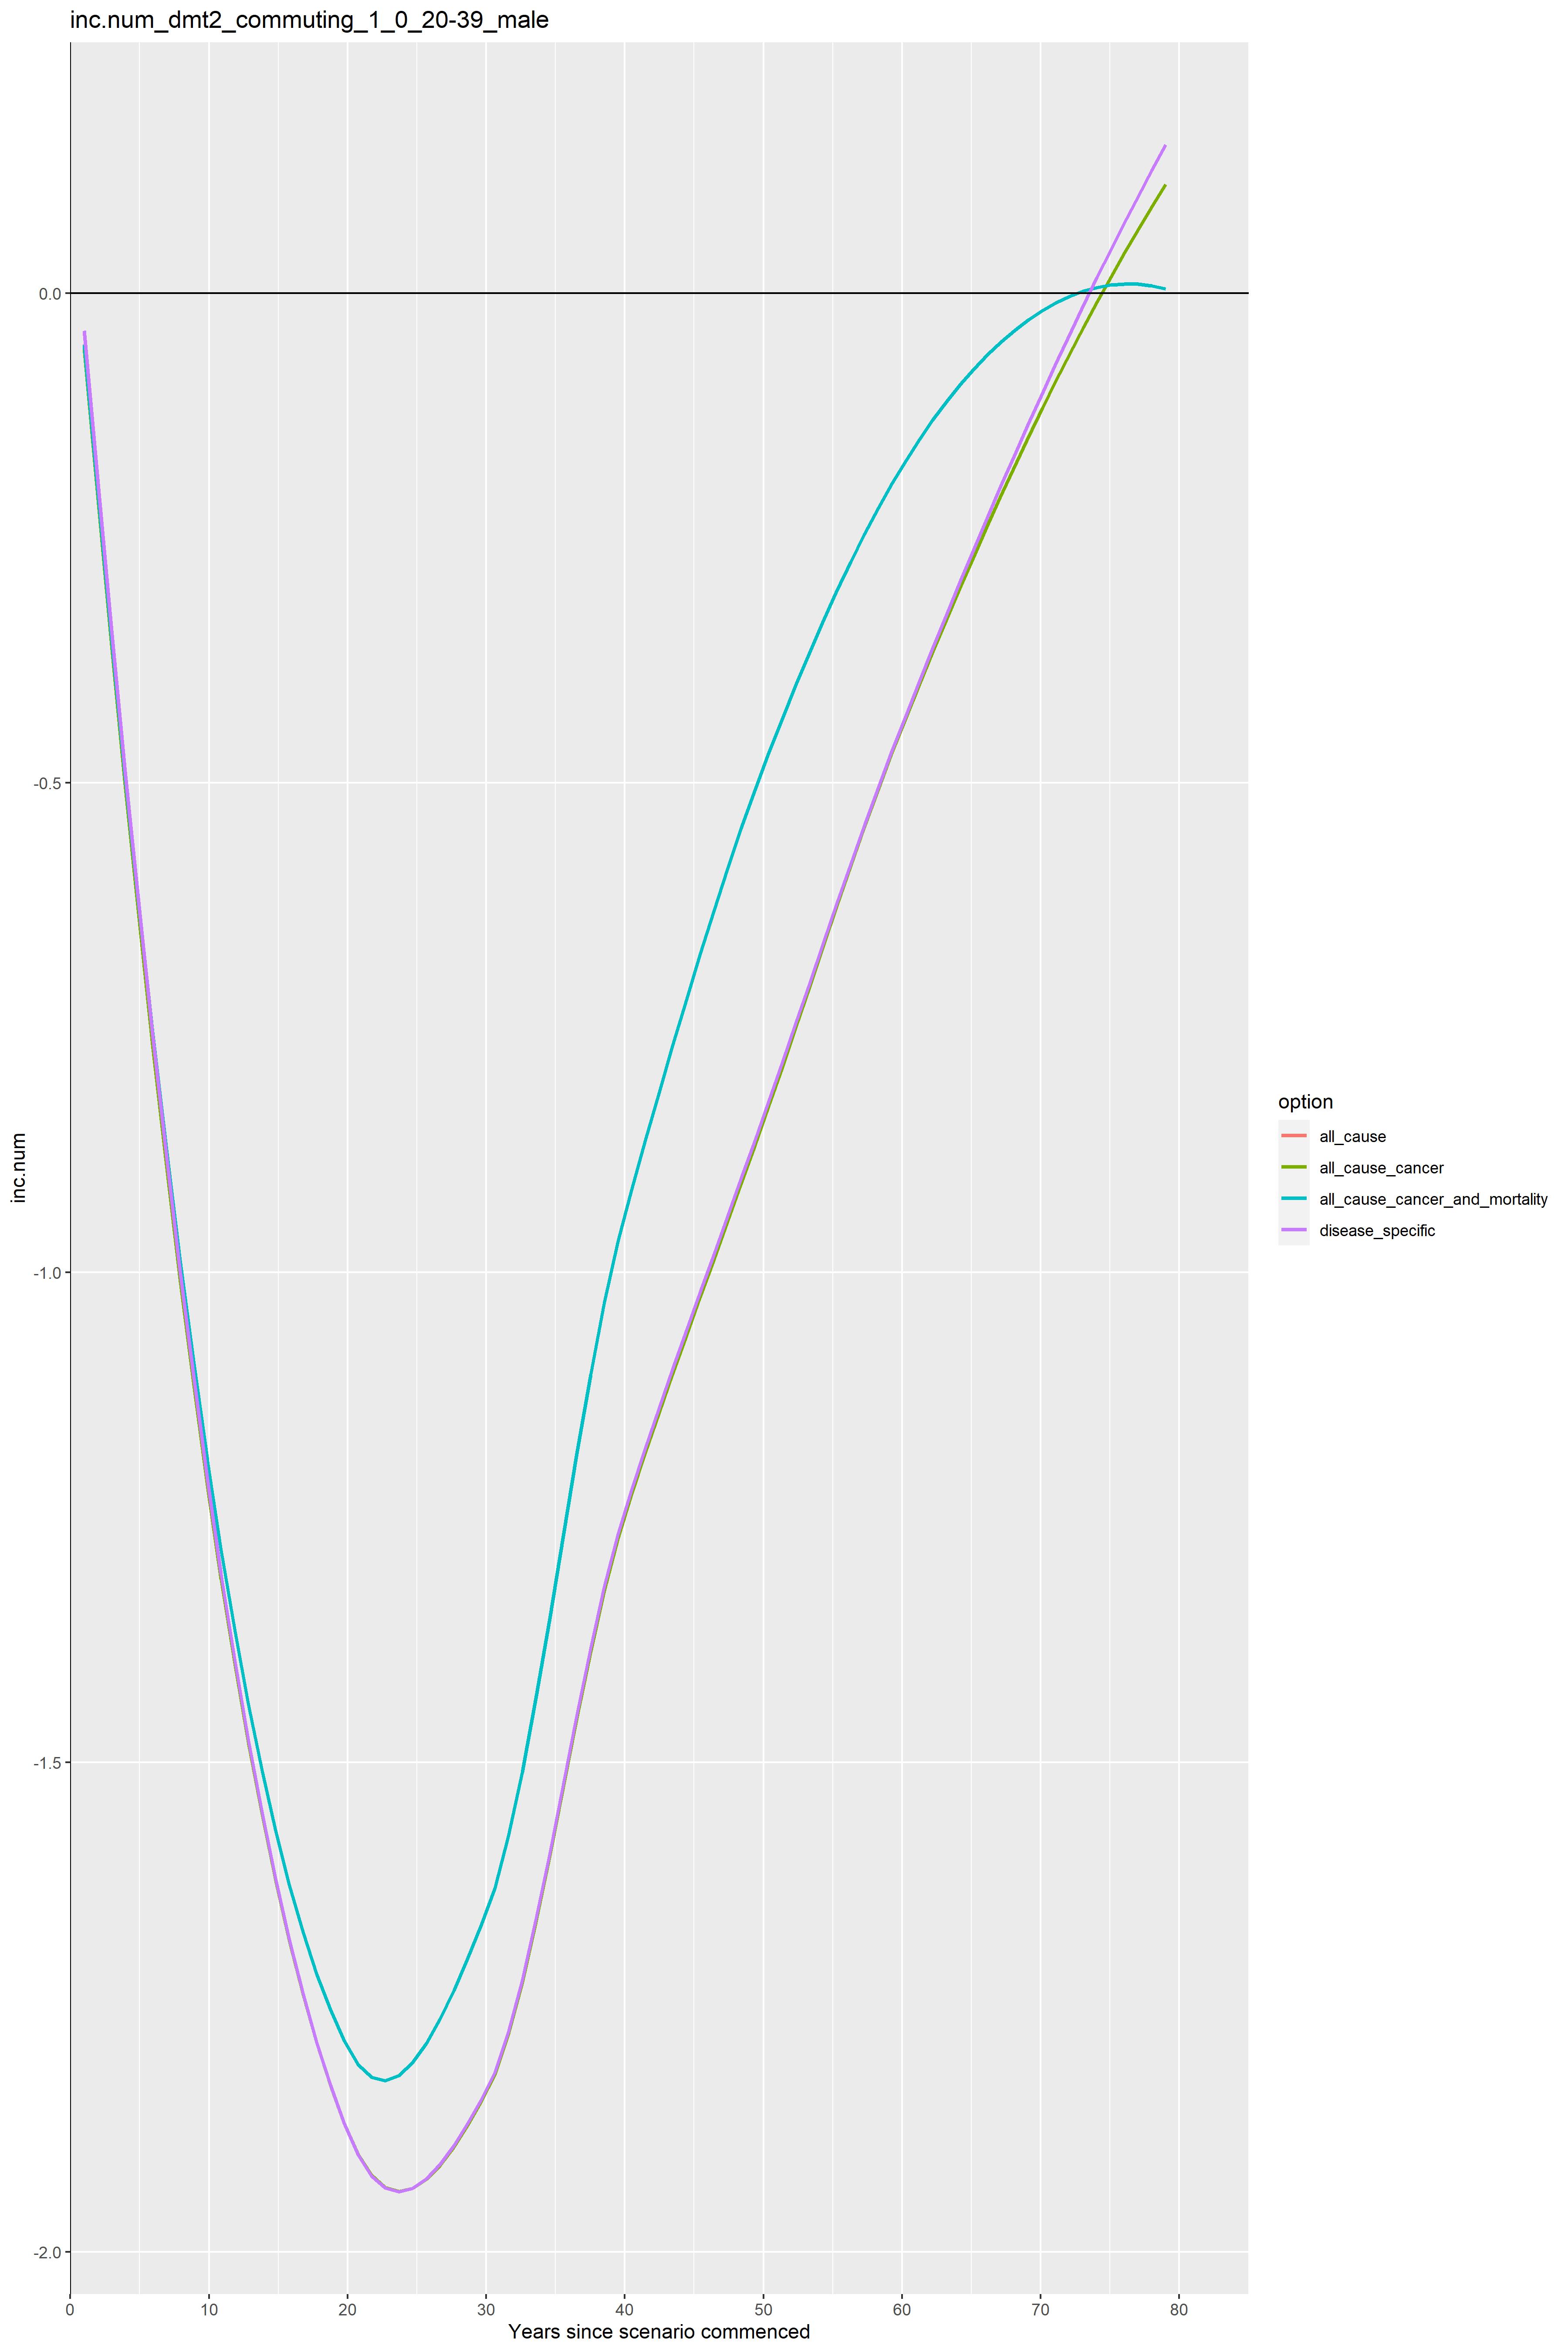 inc.num_dmt2_commuting_1_0_20-39_male
0.0
-0.5
-1.0
-1.5
-2.0
inc.num
0 10 20 30 40 50 60 70 80
Years since scenario commenced
option
all_cause
all_cause_cancer
all_cause_cancer_and_mortality
disease_specific